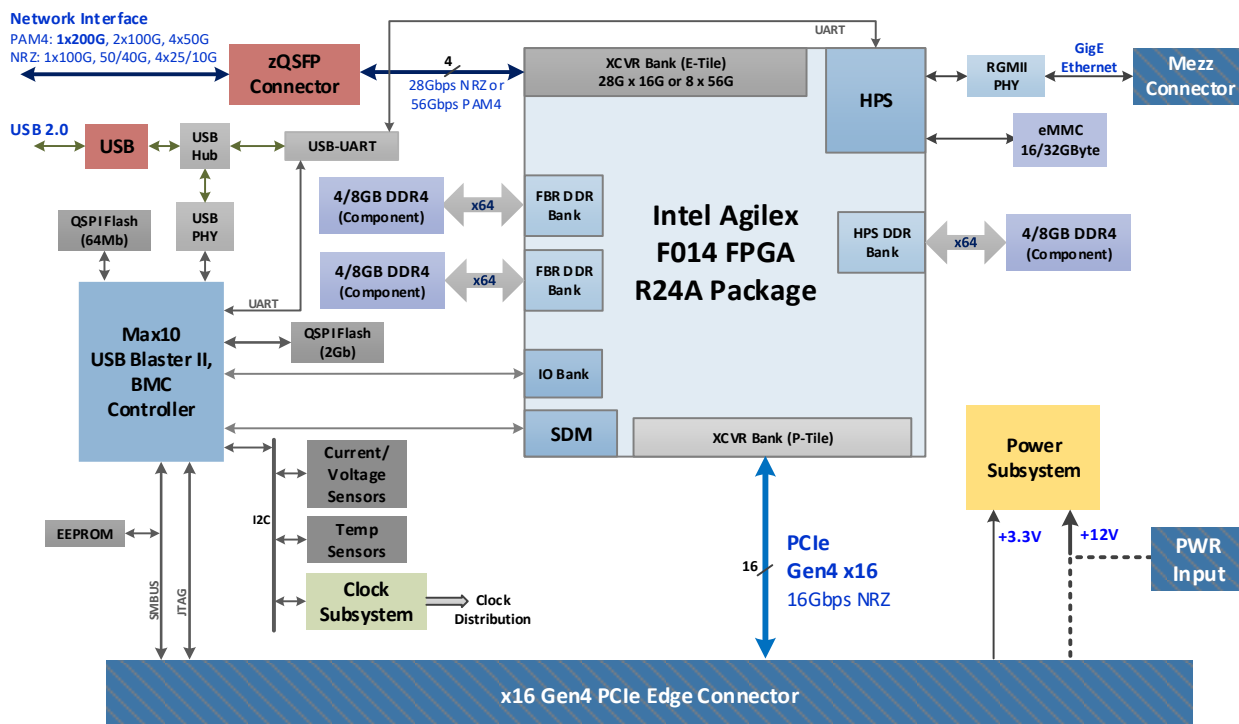 Network Interface
PAM4: 1x200G, 2x100G, 4x50G
NRZ: 1x100G, 50/40G, 4x25/10G
zQSFP
Connector
4
28Gbps NRZ or
56Gbps PAM4
UART
XCVR Bank (E-Tile)
28G x 16G or 8 x 56G
HPS
RGMII
PHY
GigE
Ethernet
Mezz
Connector
eMMC
16/32GByte
USB 2.0
USB
USB
Hub
USB-UART
QSPI Flash
(64Mb)
USB
PHY
4/8GB DDR4
(Component)
x64
FBR DDR
Bank
4/8GB DDR4
(Component)
x64
FBR DDR
Bank
Intel Agilex
F014 FPGA
R24A Package
HPS DDR
Bank
x64
4/8GB DDR4
(Component)
UART
Max10
USB Blaster II,
BMC
Controller
QSPI Flash
(2Gb)
IO Bank
SDM
XCVR Bank (P-Tile)
Power
Subsystem
Current/
Voltage
Sensors
I2C
EEPROM
Temp
Sensors
SMBUS
JTAG
Clock
Subsystem
Clock
Distribution
16
PCIe
Gen4 x16
16Gbps NRZ
+3.3V
+12V
PWR
Input
x16 Gen4 PCIe Edge Connector